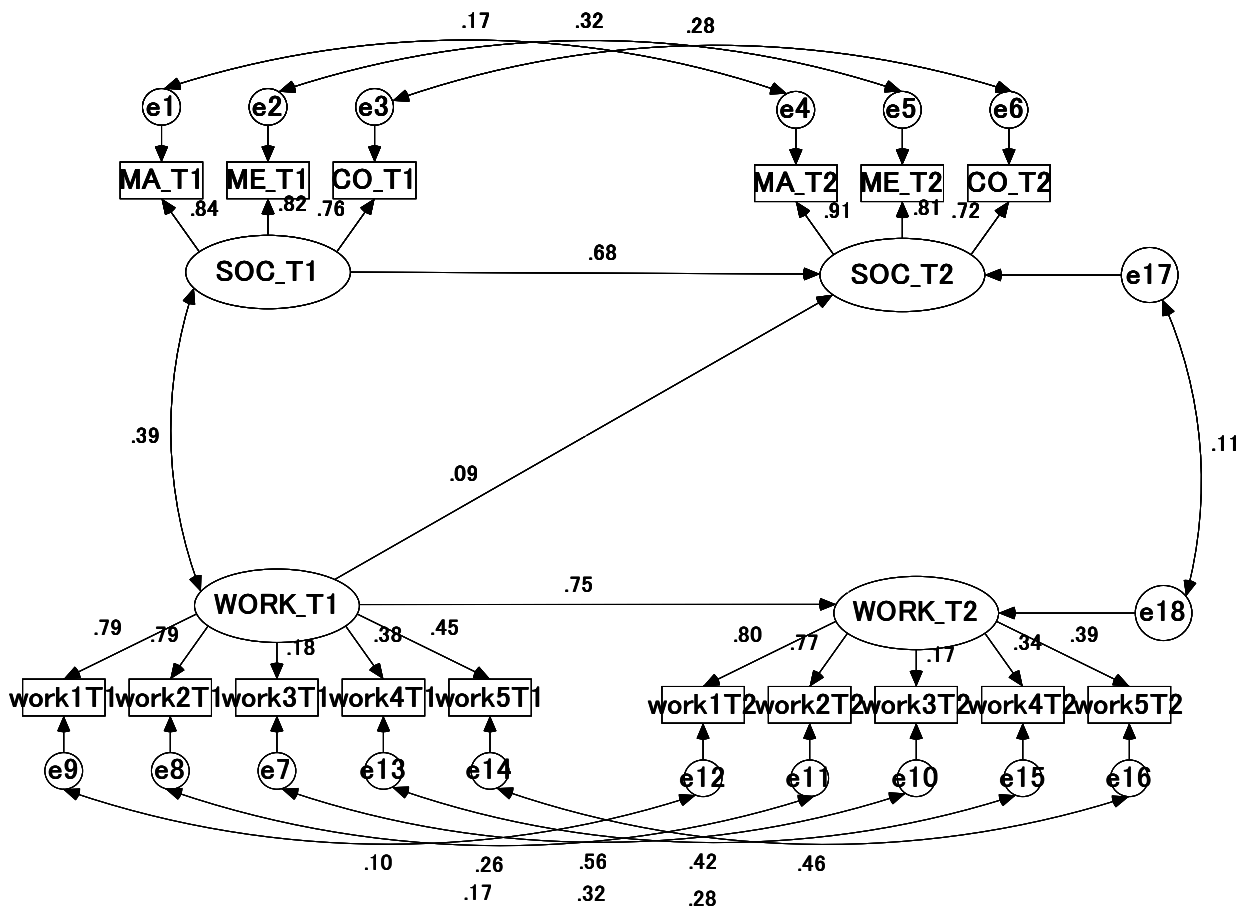 .17 .32 .28
e1 e2 e3 e4 e5 e6
MA_T1 ME_T1 CO_T1 MA_T2 ME_T2 CO_T2
.84 .82 .76 .91 .81 .72
.68
SOC_T1 SOC_T2 e17
.39 .11
.09
.75
WORK_T1 WORK_T2 e18
.79 .79 .18 .38 .45 .80 .77 .17 .34 .39
work1T1 work2T1 work3T1 work4T1 work5T1 work1T2 work2T2 work3T2 work4T2 work5T2
e9 e8 e7 e13 e14 e12 e11 e10 e15 e16
.10 .26 .56 .42 .46
.17 .32 .28